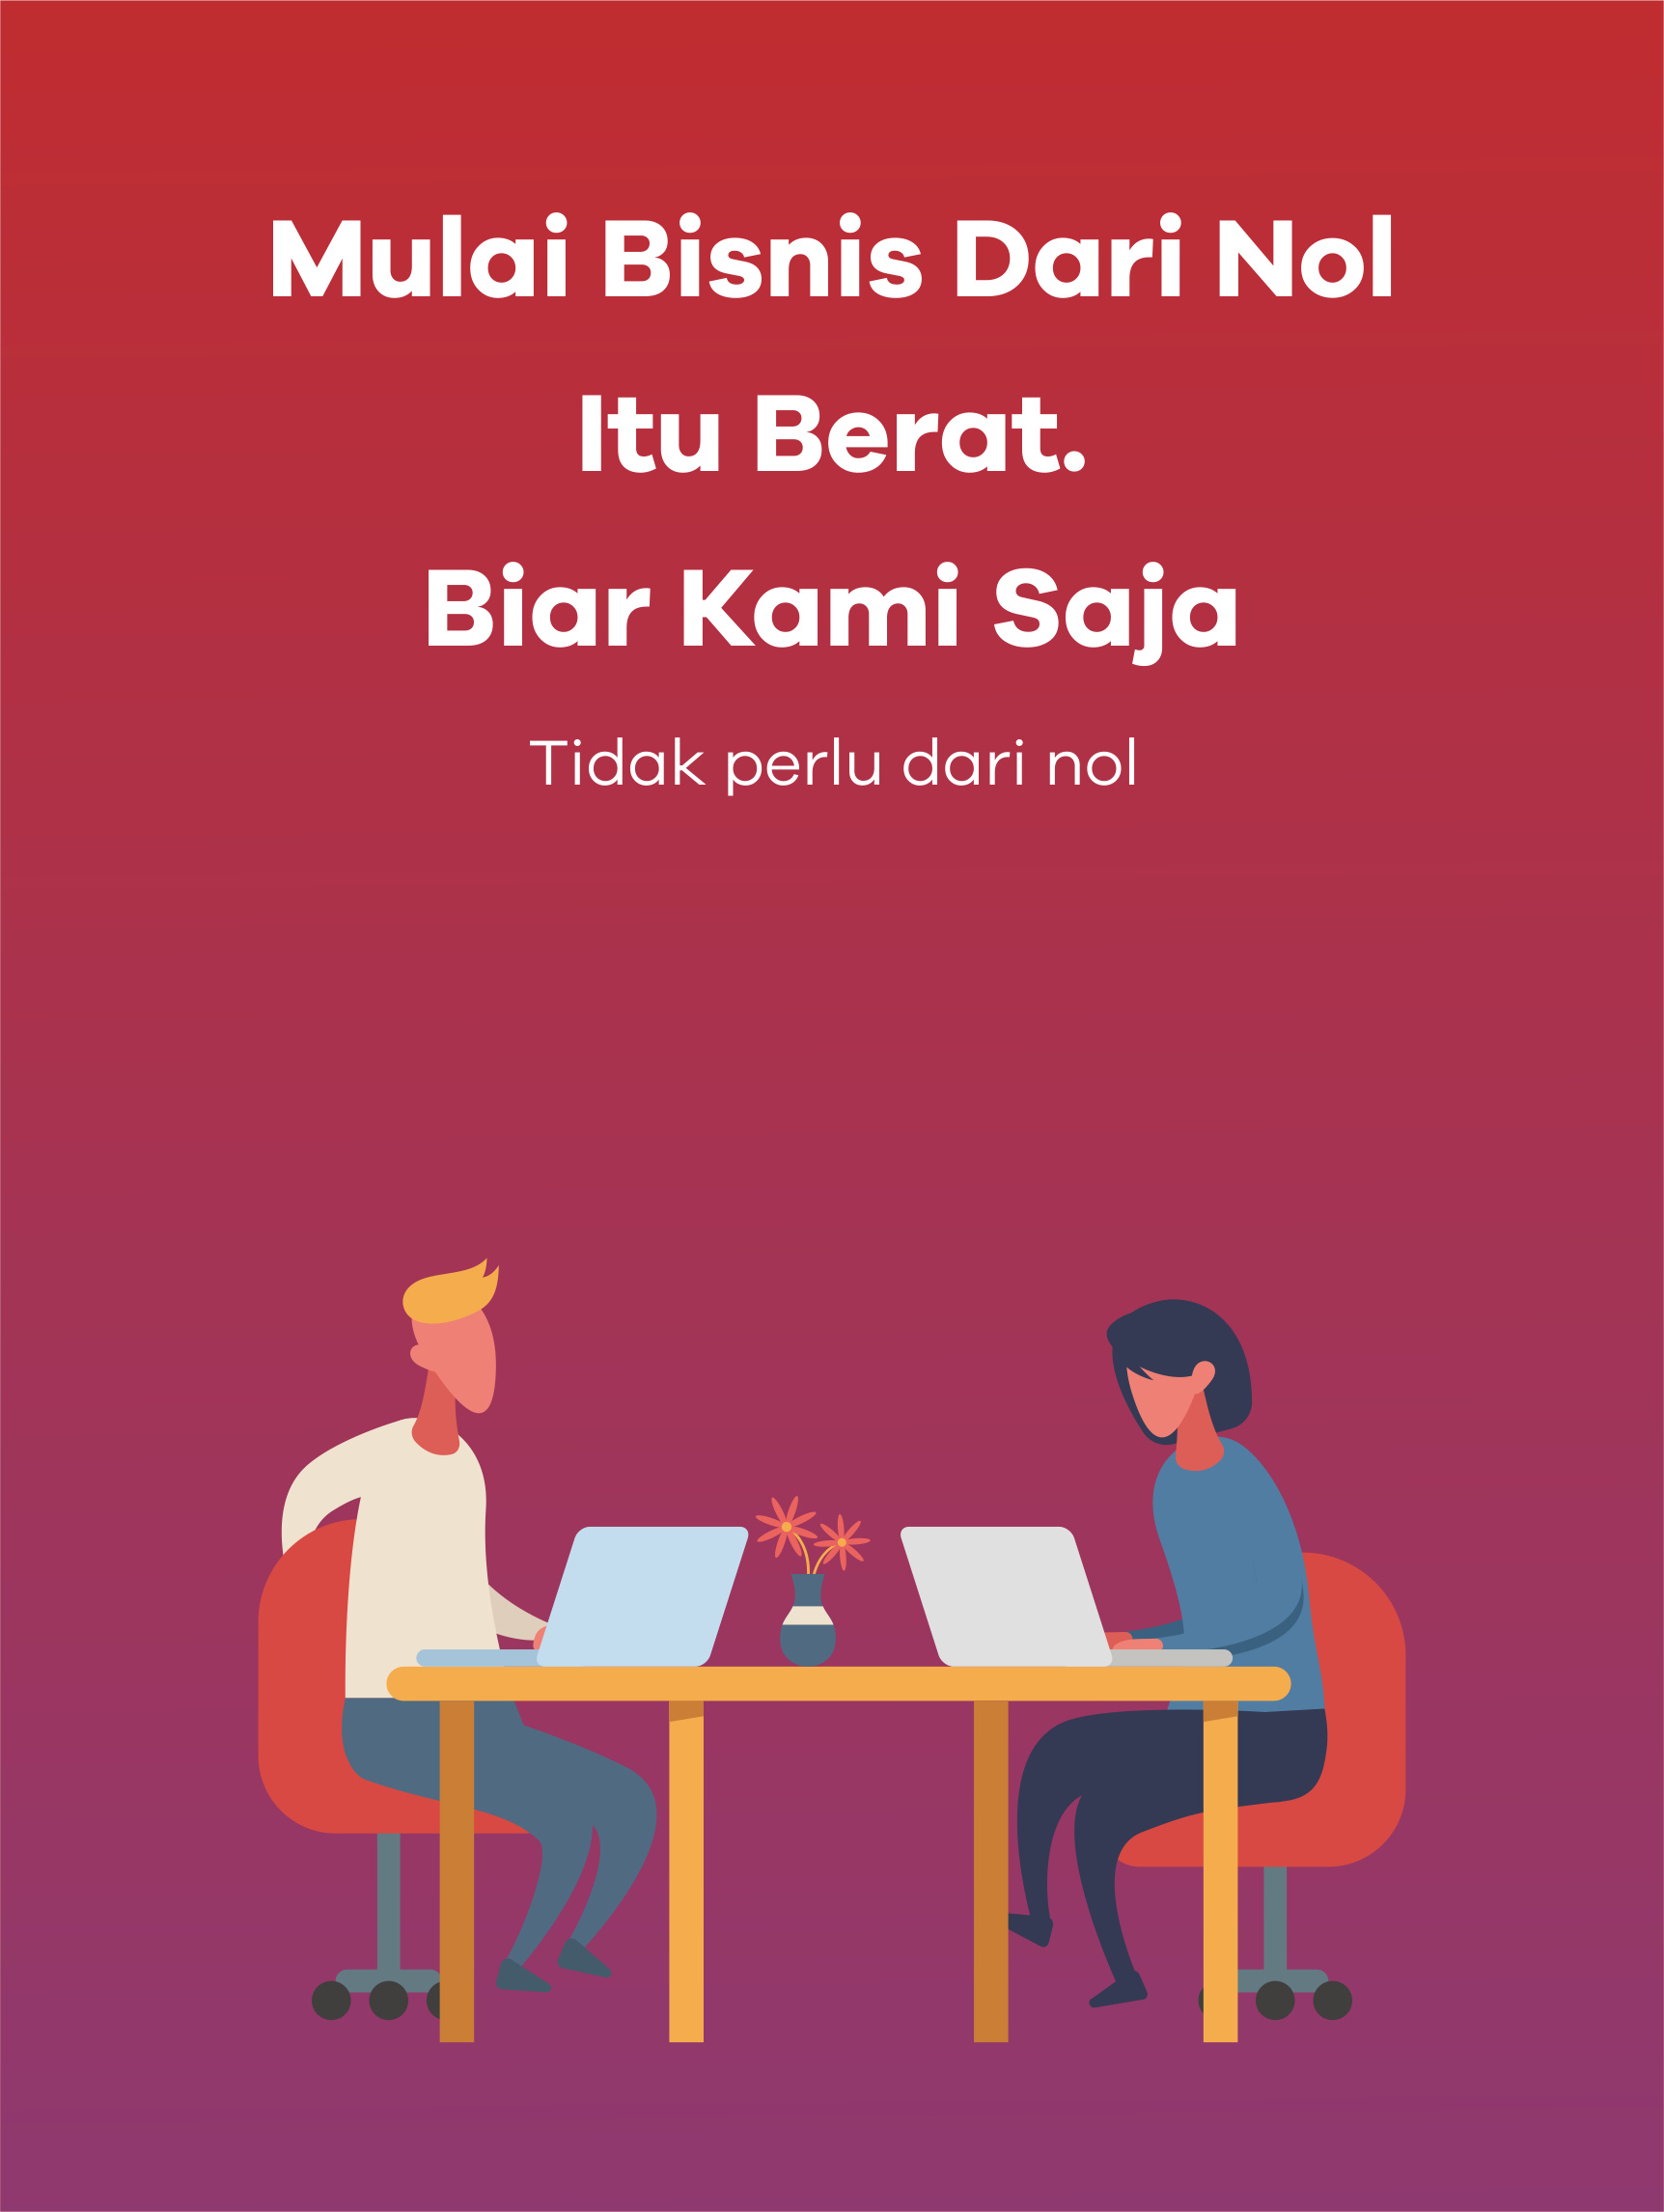 Mulai Bisnis Dari Nol
Itu Berat.
Biar Kami Saja
Tidak perlu dari nol